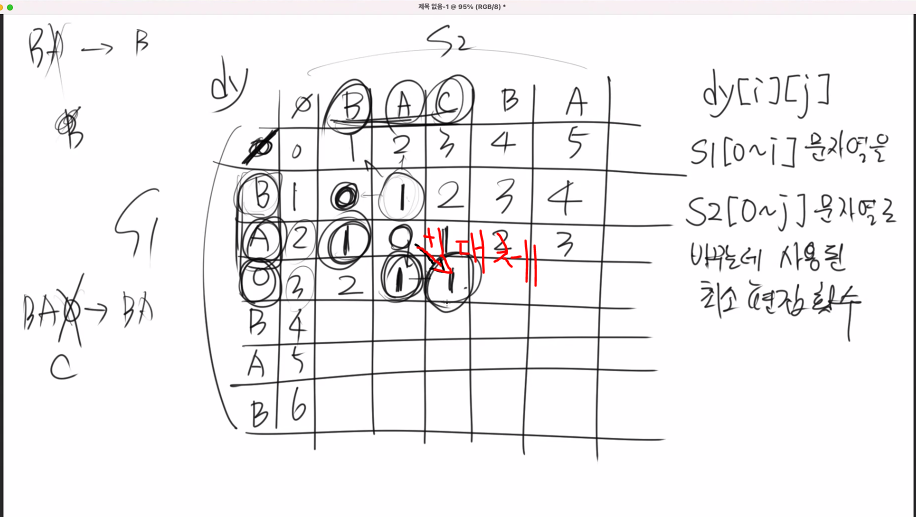 제목 없음-1 @ 95% (RGB/8) *
BA → B
B
S2
dy
ø B A C B A
0 1 2 3 4 5
B 1 0 1 2 3 4
A 2 1 0 1 2 3
3 2 1 1
B 4
A 5
B 6
S1
BA → BA
C
대체
dy[i][j]
S1[0~i] 문자열을
S2[0~j] 문자열로
바꾸는데 사용된
최소 편집 횟수